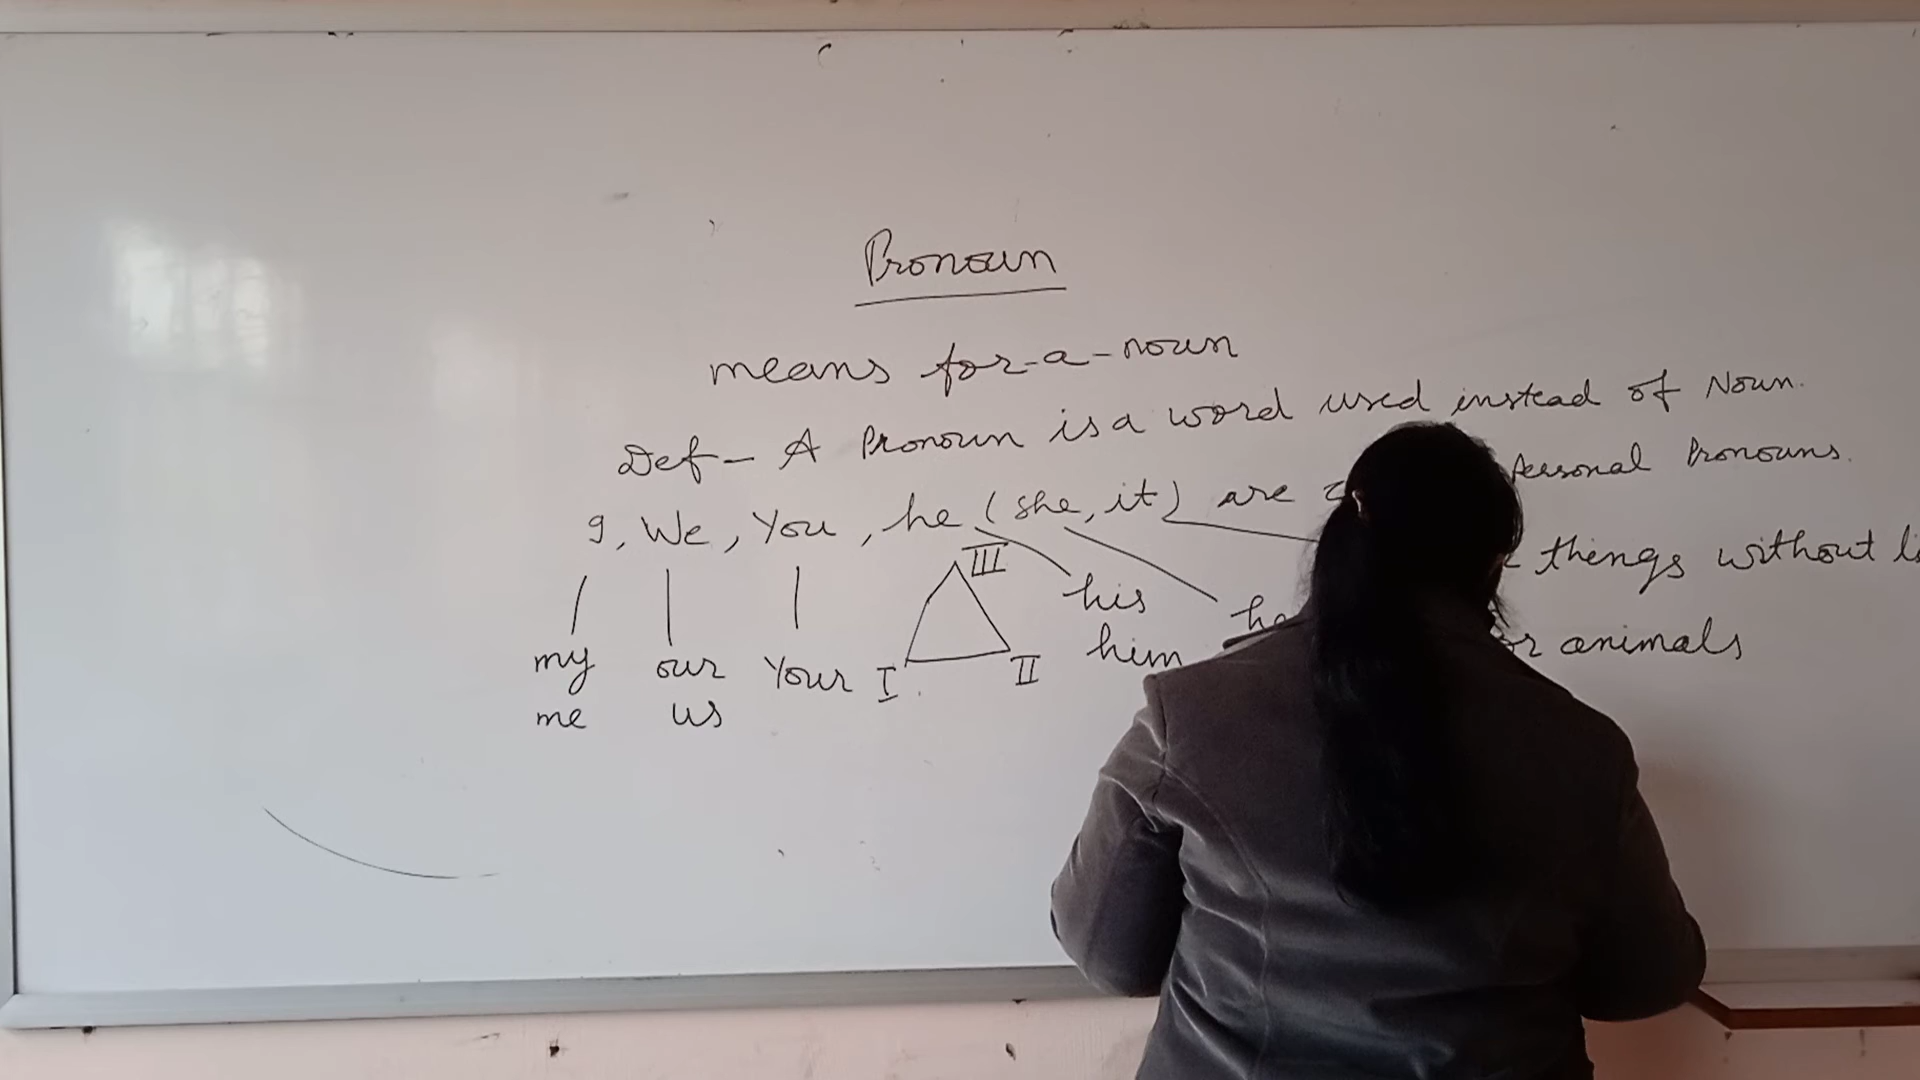 Pronoun
means for-a-noun
Def- A Pronoun is a word used instead of Noun.
I, We, You, he (she, it) are Personal Pronouns.
things without
III
his
my our Your I II him or animals
me us